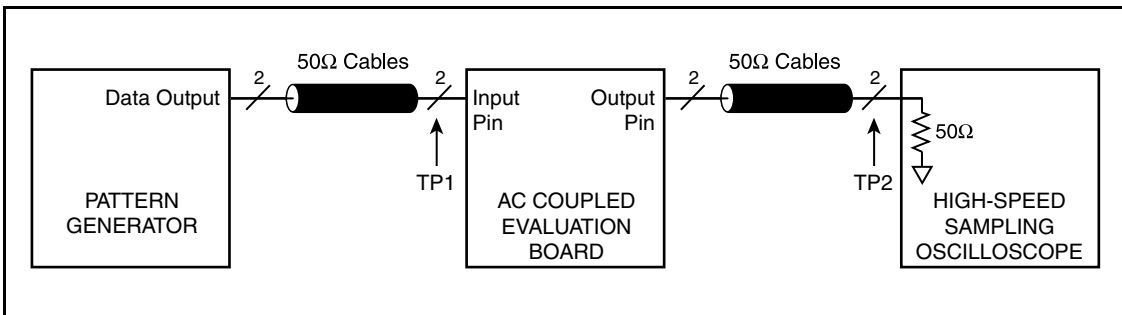 50Ω Cables
50Ω Cables
2
2
2
2
Data Output
Input
Pin
Output
Pin
50Ω
TP1
TP2
PATTERN
GENERATOR
AC COUPLED
EVALUATION
BOARD
HIGH-SPEED
SAMPLING
OSCILLOSCOPE